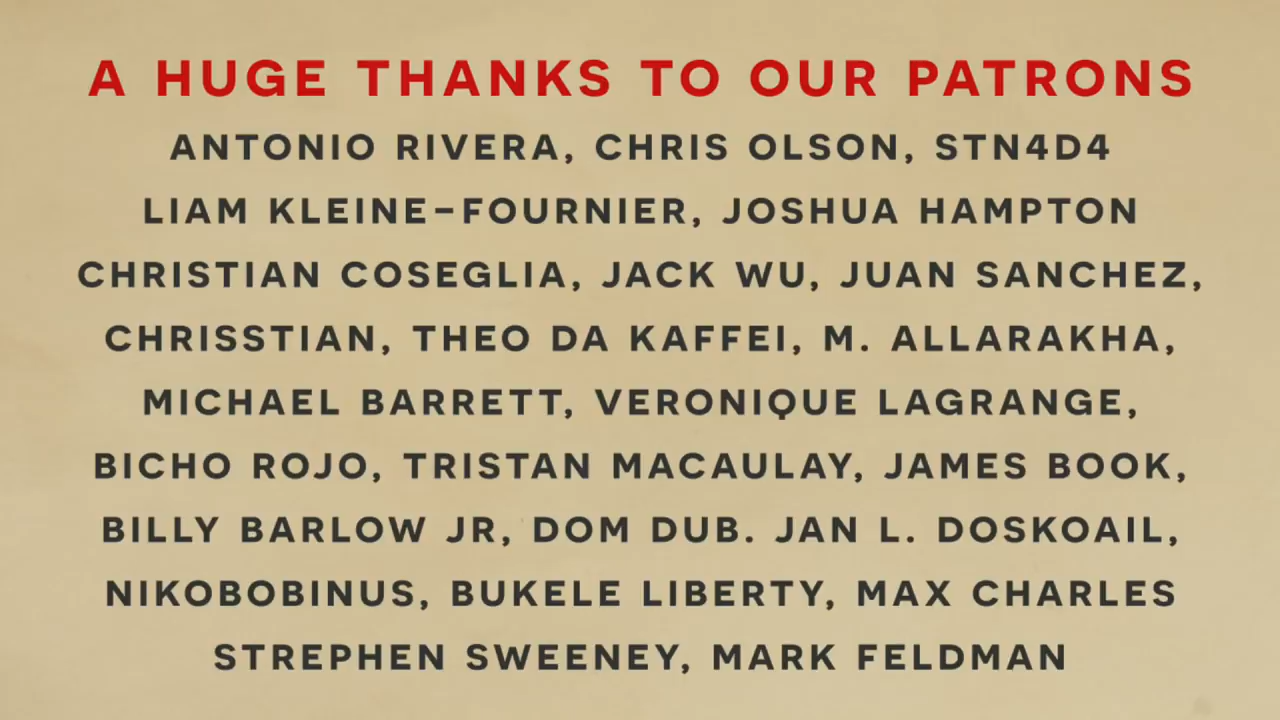 A HUGE THANKS TO OUR PATRONS
ANTONIO RIVERA, CHRIS OLSON, STN4D4
LIAM KLEINE-FOURNIER, JOSHUA HAMPTON
CHRISTIAN COSEGLIA, JACK WU, JUAN SANCHEZ,
CHRISSTIAN, THEO DA KAFFEI, M. ALLARAKHA,
MICHAEL BARRETT, VERONIQUE LAGRANGE,
BICHO ROJO, TRISTAN MACAULAY, JAMES BOOK,
BILLY BARLOW JR, DOM DUB. JAN L. DOSKOAIL,
NIKOBOBINUS, BUKELE LIBERTY, MAX CHARLES
STREPHEN SWEENEY, MARK FELDMAN